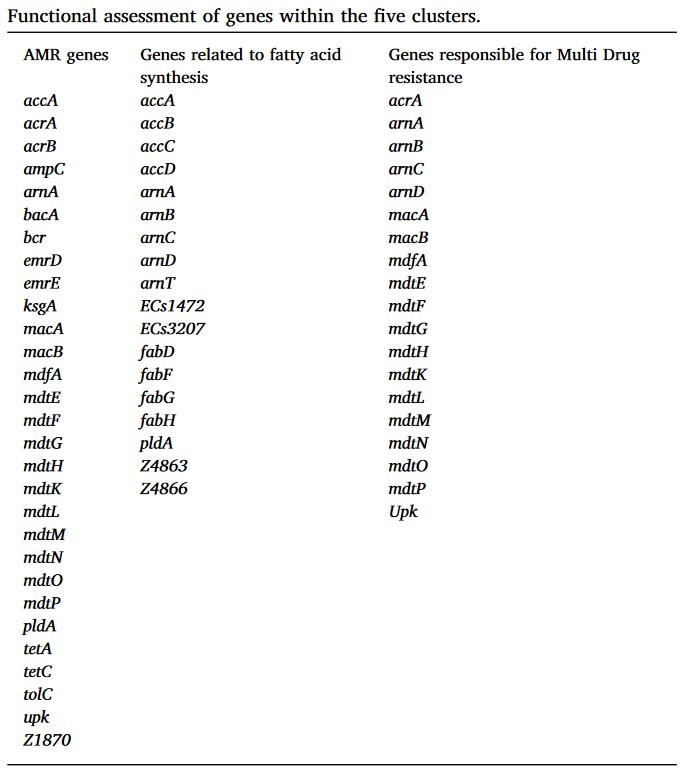 Functional assessment of genes within the five clusters.
AMR genes Genes related to fatty acid Genes responsible for Multi Drug
synthesis resistance
accA accA acrA
acrA accB arnA
acrB accC arnB
ampC accD arnC
arnA arnA arnD
bacA arnB macA
bcr arnC macB
emrD arnD mdfA
emrE arnT mdtE
ksgA ECs1472 mdtF
macA ECs3207 mdtG
macB fabD mdtH
mdfA fabF mdtK
mdtE fabG mdtL
mdtF fabH mdtM
mdtG pldA mdtN
mdtH Z4863 mdtO
mdtK Z4866 mdtP
mdtL Upk
mdtM
mdtN
mdtO
mdtP
pldA
tetA
tetC
tolC
upk
Z1870